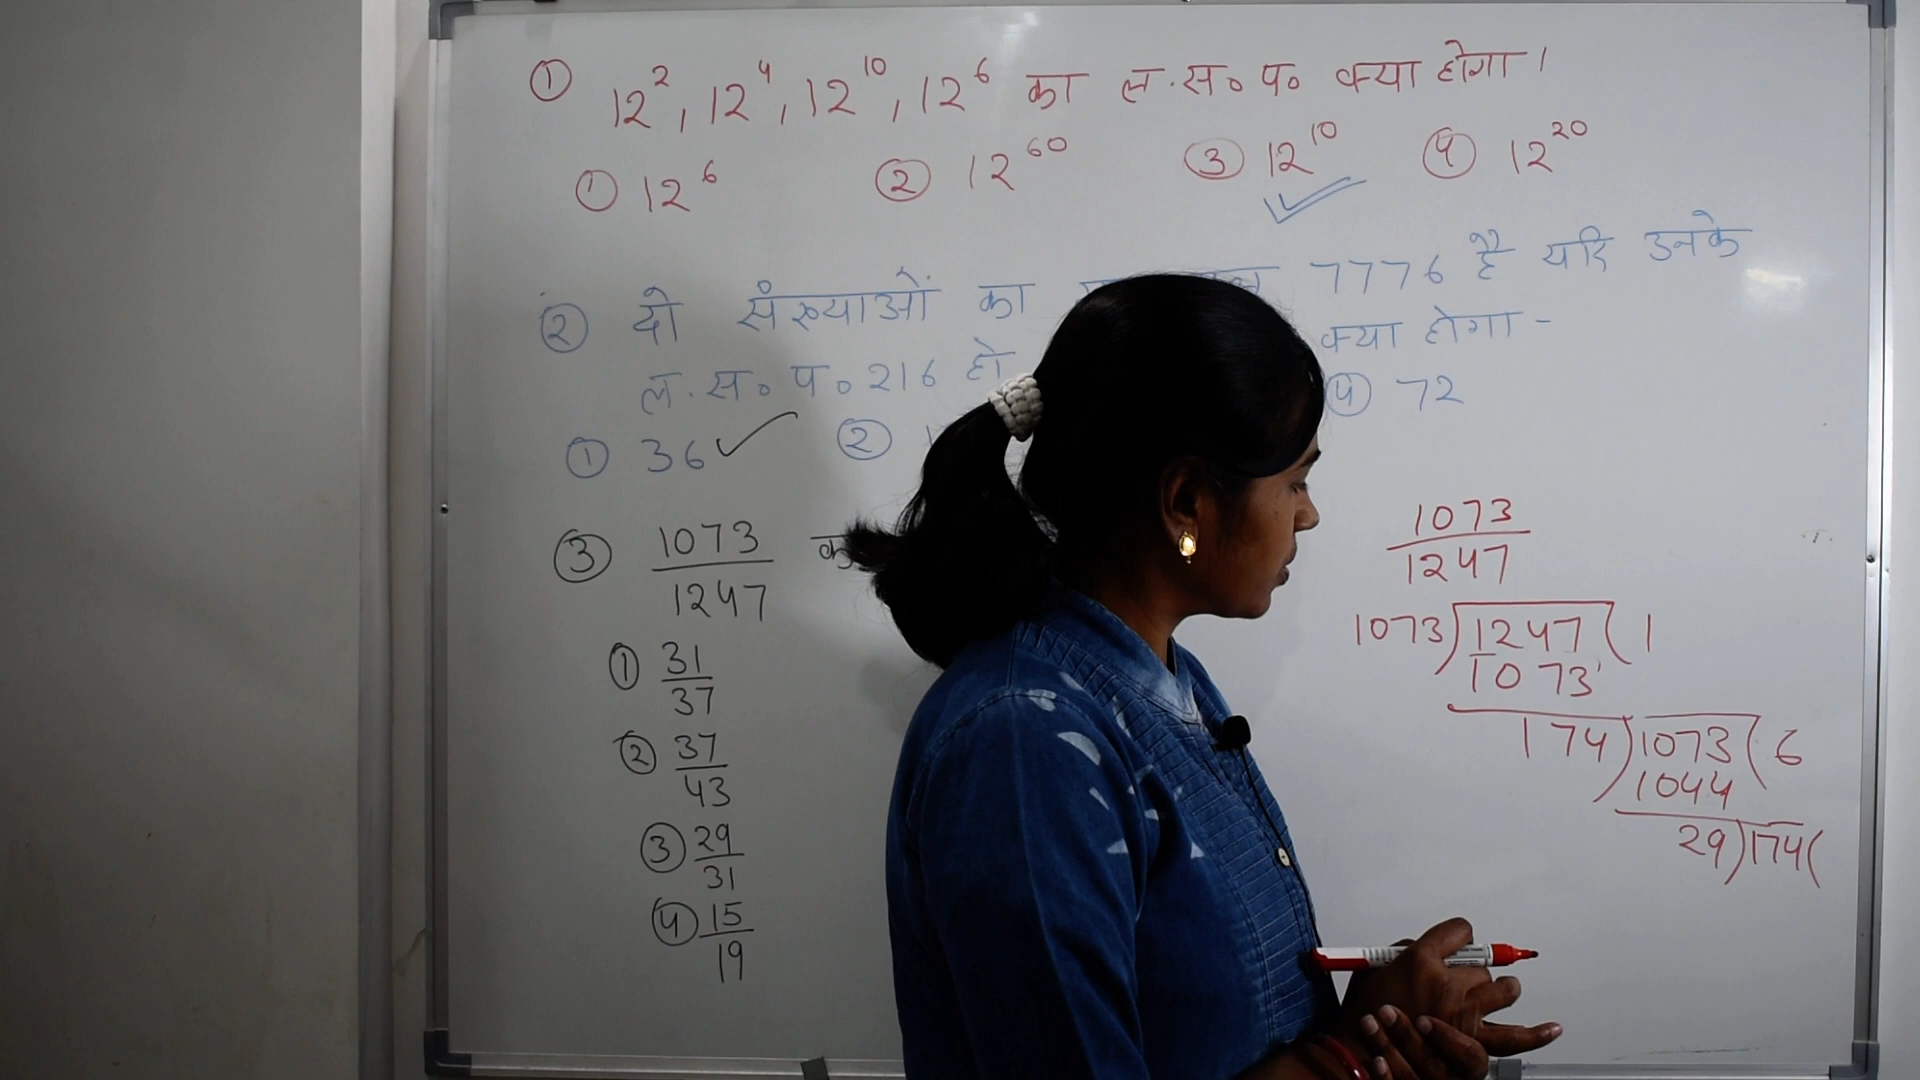 ① 12², 12⁴, 12¹⁰, 12⁶ का ल.स॰ प॰ क्या होगा।
① 12⁶ ② 12⁶⁰ ③ 12¹⁰ ④ 12²⁰
② दो संख्याओं का 7776 है यदि उनके
ल.स॰ प॰ 216 हो क्या होगा -
① 36 ② ④ 72
③ 1073/1247
① 31/37
② 37/43
③ 29/31
④ 15/19
1073
1247
1073)1247(1
1073
174)1073(6
1044
29)174(